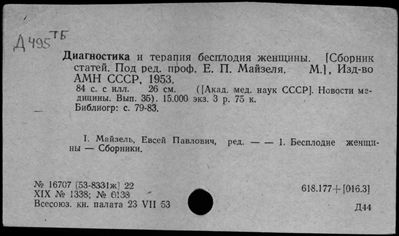 Д495 ТБ
Диагностика и терапия бесплодия женщины. [Сборник
статей. Под ред. проф. Е. П. Майзеля, М.], Изд-во
АМН СССР, 1953.
84 с. с илл. 26 см. ([Акад. мед. наук СССР]. Новости ме-
дицины. Вып. 35). 15.000 экз. 3 р. 75 к.
Библиогр: с. 79-83.
I. Майзель, Евсей Павлович, ред. — — 1. Бесплодие женщи-
ны — Сборники.
№ 16707 [53-8331ж] 22
XIX № 1338; № 6138
618.177+[016.3]
Всесоюз. кн. палата 23 VII 53
Д44